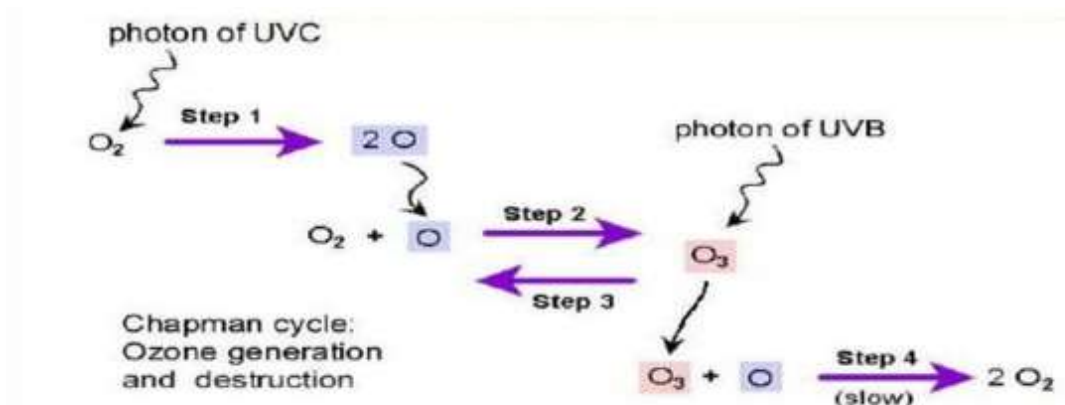 photon of UVC
Step 1
O₂
2 O
photon of UVB
Step 2
O₂ + O
O₃
Step 3
Chapman cycle:
Ozone generation
and destruction
Step 4
O₃ + O
2 O₂
(slow)